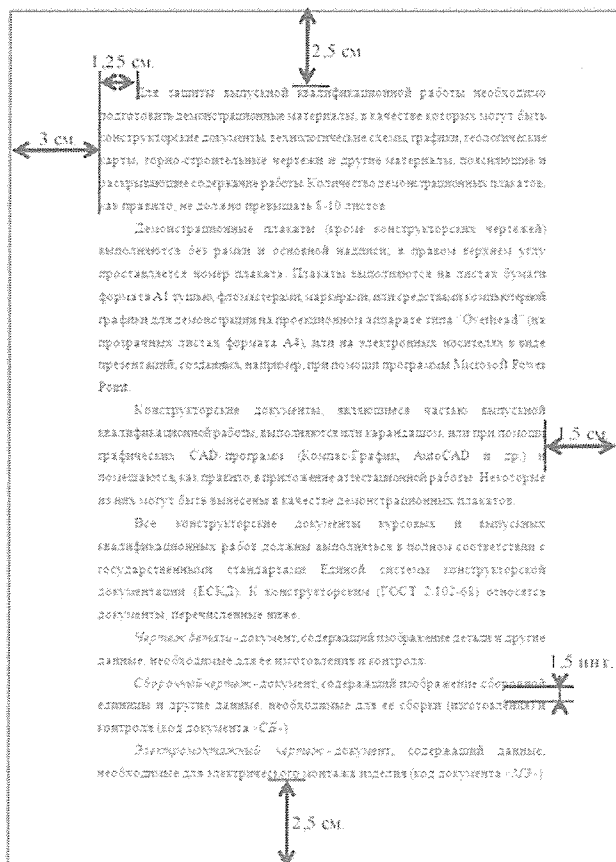 2,5 см
1,25 см.
Для защиты выпускной квалификационной работы необходимо
подготовить демонстрационные материалы, в качестве которых могут быть
конструкторские документы, технологические схемы, графики, геологические
3 см.
карты, горно-строительные чертежи и другие материалы, поясняющие и
раскрывающие содержание работы. Количество демонстрационных плакатов,
как правило, не должно превышать 8-10 листов.
Демонстрационные плакаты (кроме конструкторских чертежей)
выполняются без рамки и основной надписи, в правом верхнем углу
проставляется номер плаката. Плакаты выполняются на листах бумаги
формата А1 тушью, фломастерами, маркерами, или средствами компьютерной
графики для демонстрации на проекционном аппарате типа "Overhead" (на
прозрачных листах формата А4), или на электронных носителях в виде
презентаций, созданных, например, при помощи программы Microsoft Power
Point.
Конструкторские документы, являющиеся частью выпускной
квалификационной работы, выполняются или карандашом, или при помощи
1,5 см
графических CAD-программ (Компас-График, AutoCAD и др.) и
помещаются, как правило, в приложение аттестационной работы. Некоторые
из них могут быть вынесены в качестве демонстрационных плакатов.
Все конструкторские документы курсовых и выпускных
квалификационных работ должны выполняться в полном соответствии с
государственными стандартами Единой системы конструкторской
документации (ЕСКД). К конструкторским (ГОСТ 2.102-68) относятся
документы, перечисленные ниже.
Чертеж детали - документ, содержащий изображение детали и другие
данные, необходимые для ее изготовления и контроля.
1,5 инт.
Сборочный чертеж - документ, содержащий изображение сборочной
единицы и другие данные, необходимые для ее сборки (изготовления) и
контроля (код документа «СБ»)
Электромонтажный чертеж - документ, содержащий данные,
необходимые для электрического монтажа изделия (код документа «МЭ»)
2,5 см.